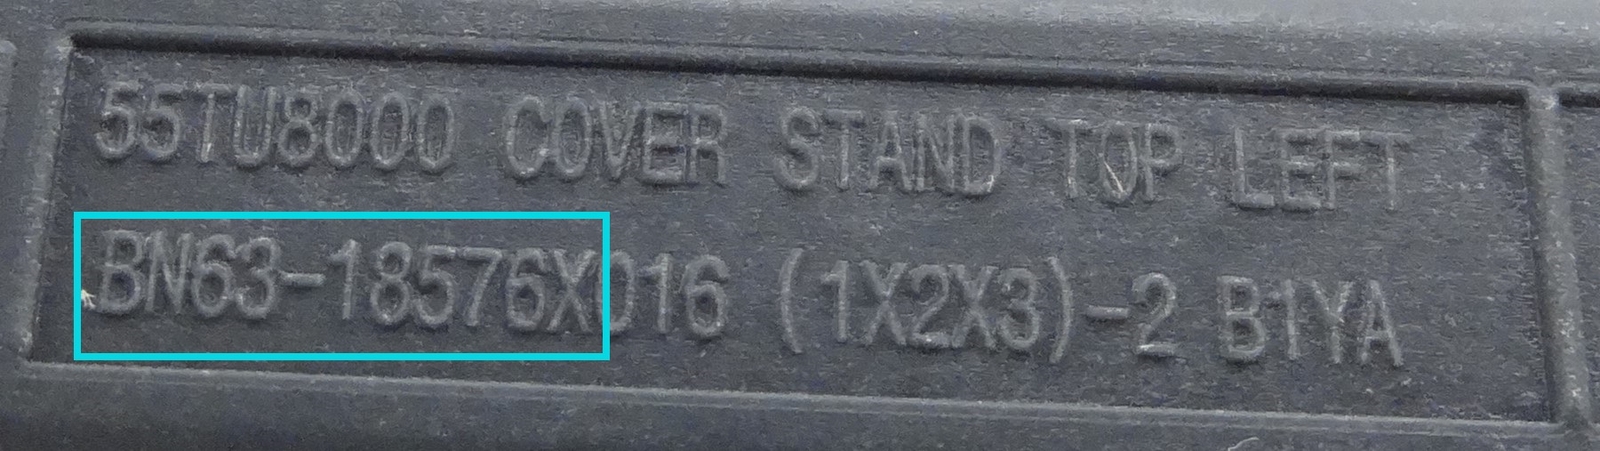 55TU8000 COVER STAND TOP LEFT
BN63-18576X016 (1X2X3)-2 B1YA